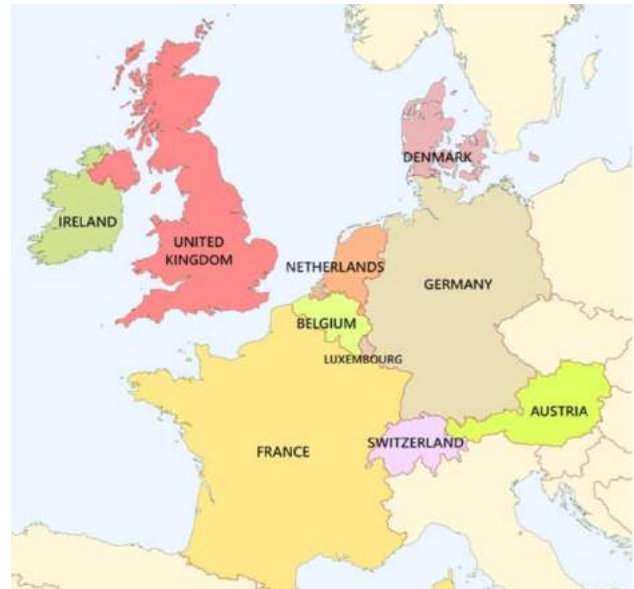 DENMARK
IRELAND
UNITED
KINGDOM
NETHERLANDS
GERMANY
BELGIUM
LUXEMBOURG
AUSTRIA
SWITZERLAND
FRANCE